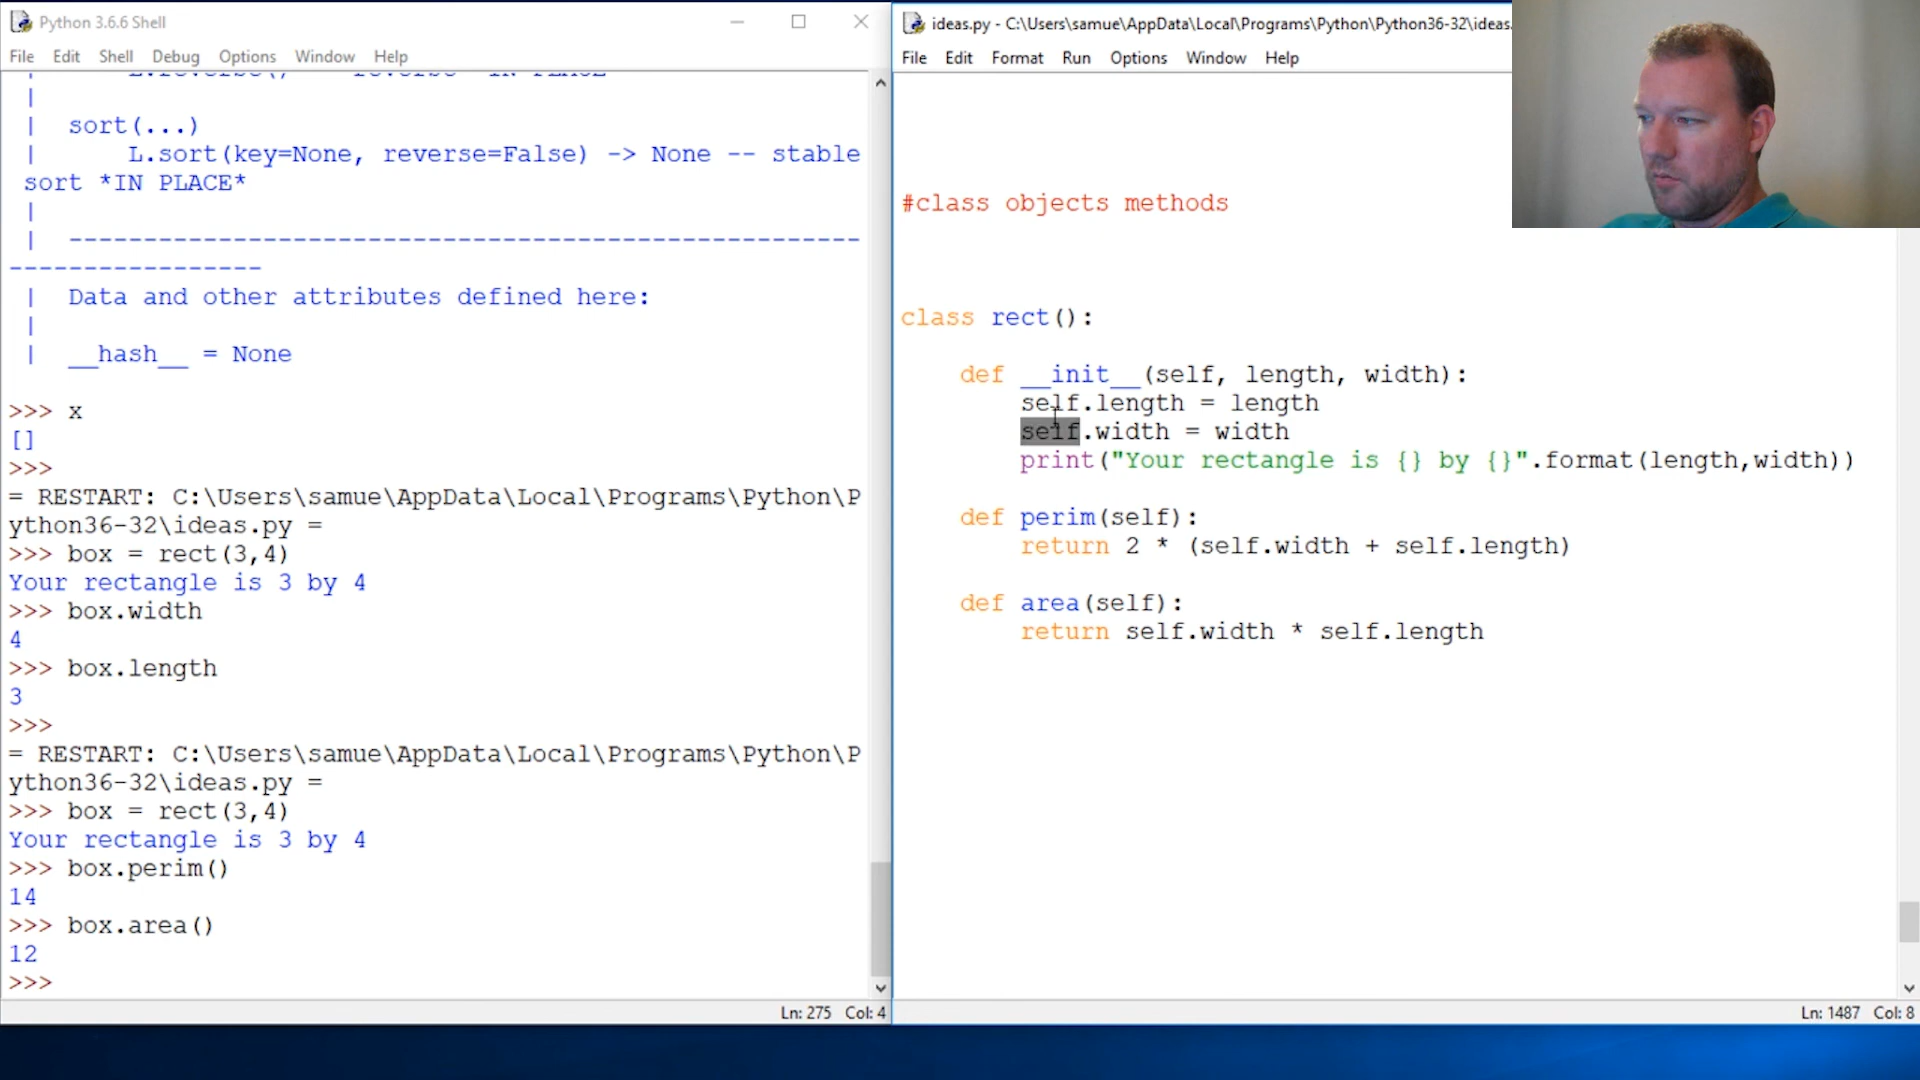 Python 3.6.6 Shell
File Edit Shell Debug Options Window Help
|
sort(...)
| L.sort(key=None, reverse=False) -> None -- stable
sort *IN PLACE*
|
| -----------------------------------------------------
-----------------
| Data and other attributes defined here:
|
| __hash__ = None
>>> x
[]
>>>
= RESTART: C:\Users\samue\AppData\Local\Programs\Python\P
ython36-32\ideas.py =
>>> box = rect(3,4)
Your rectangle is 3 by 4
>>> box.width
4
>>> box.length
3
>>>
= RESTART: C:\Users\samue\AppData\Local\Programs\Python\P
ython36-32\ideas.py =
>>> box = rect(3,4)
Your rectangle is 3 by 4
>>> box.perim()
14
>>> box.area()
12
>>>
Ln: 275 Col: 4
ideas.py - C:\Users\samue\AppData\Local\Programs\Python\Python36-32\ideas.
File Edit Format Run Options Window Help
#class objects methods
class rect():
def __init__(self, length, width):
self.length = length
self.width = width
print("Your rectangle is {} by {}".format(length,width))
def perim(self):
return 2 * (self.width + self.length)
def area(self):
return self.width * self.length
Ln: 1487 Col: 8